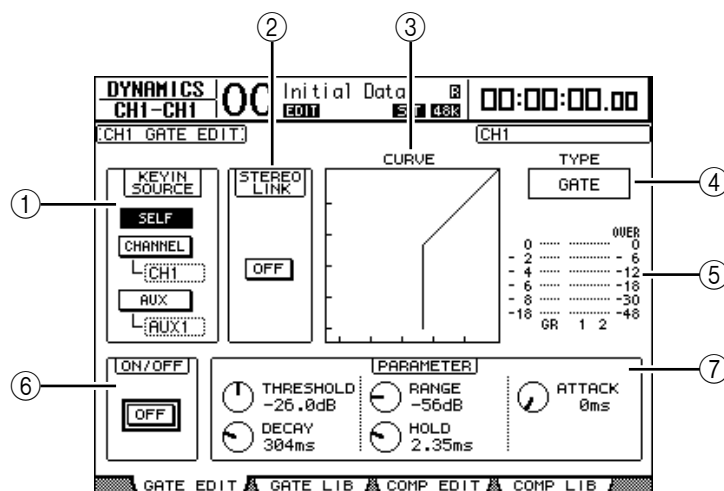 ② ③
DYNAMICS
CH1-CH1
00 Initial Data R
EDIT ST 48K
00:00:00.00
CH1 GATE EDIT CH1
① KEYIN SOURCE
SELF
CHANNEL
CH1
AUX
AUX1
STEREO LINK
OFF
CURVE
TYPE
GATE ④
OVER
0 0
- 2 - 6
- 4 -12 ⑤
- 6 -18
- 8 -30
-18 -48
GR 1 2
⑥ ON/OFF
OFF
PARAMETER ⑦
THRESHOLD -26.0dB
RANGE -56dB
ATTACK 0ms
DECAY 304ms
HOLD 2.35ms
GATE EDIT GATE LIB COMP EDIT COMP LIB